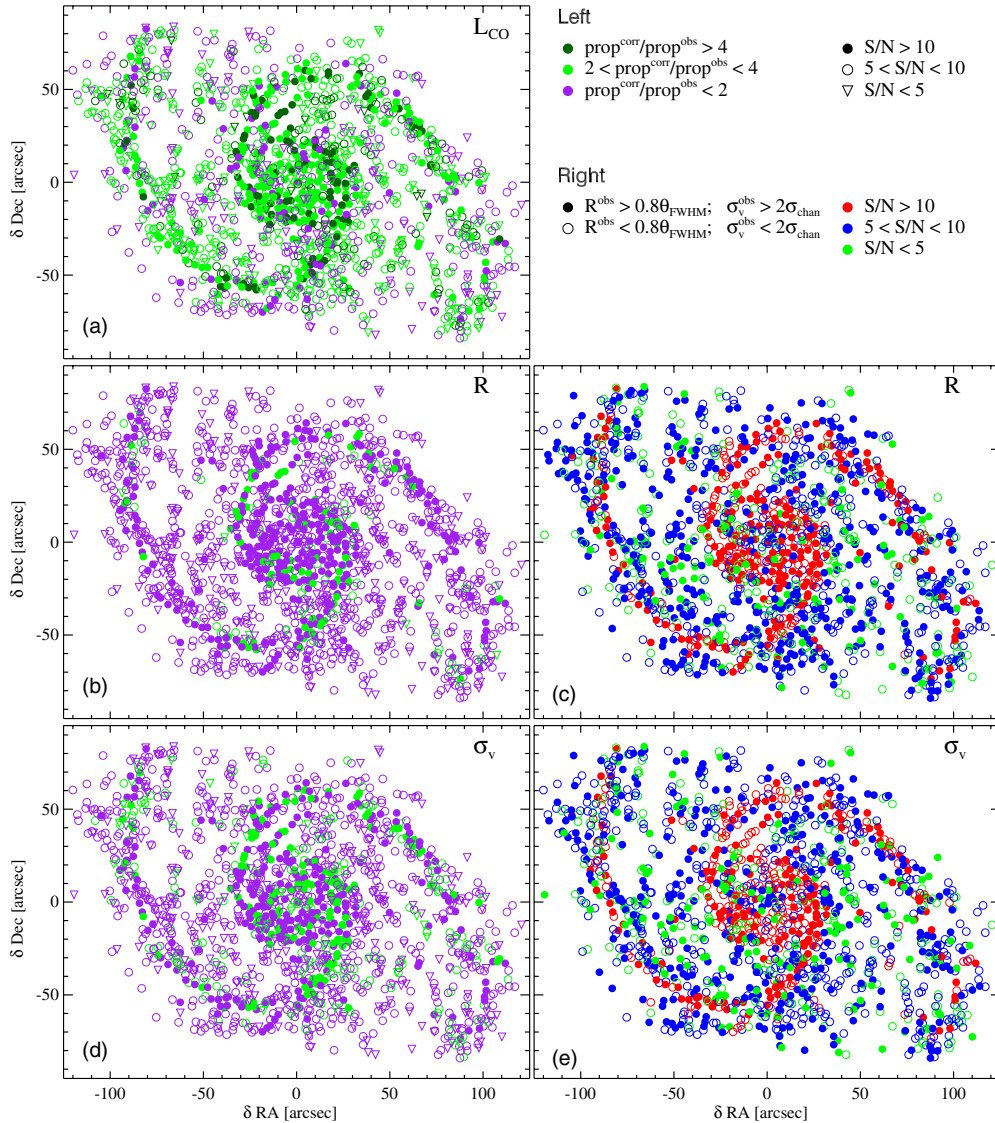 Left
prop^corr/prop^obs > 4
2 < prop^corr/prop^obs < 4
prop^corr/prop^obs < 2
S/N > 10
5 < S/N < 10
S/N < 5
Right
R^obs > 0.8θ_FWHM; σ_v^obs > 2σ_chan
R^obs < 0.8θ_FWHM; σ_v^obs < 2σ_chan
S/N > 10
5 < S/N < 10
S/N < 5
L_CO
50
0
-50
δ Dec [arcsec]
(a)
R
50
0
-50
δ Dec [arcsec]
(b)
R
(c)
σ_v
50
0
-50
δ Dec [arcsec]
(d)
-100 -50 0 50 100
δ RA [arcsec]
σ_v
(e)
-100 -50 0 50 100
δ RA [arcsec]